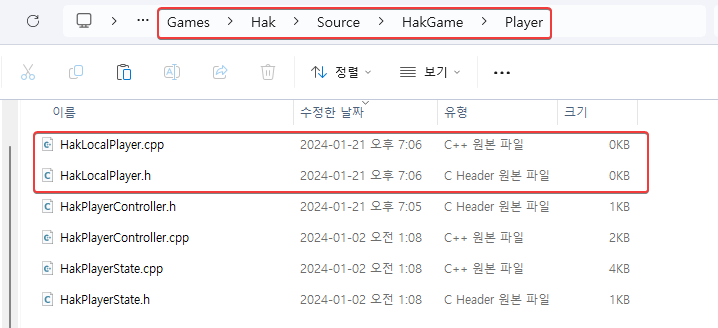 Games > Hak > Source > HakGame > Player
정렬 보기
이름 수정한 날짜 유형 크기
HakLocalPlayer.cpp 2024-01-21 오후 7:06 C++ 원본 파일 0KB
HakLocalPlayer.h 2024-01-21 오후 7:06 C Header 원본 파일 0KB
HakPlayerController.h 2024-01-21 오후 7:05 C Header 원본 파일 1KB
HakPlayerController.cpp 2024-01-02 오전 1:08 C++ 원본 파일 2KB
HakPlayerState.cpp 2024-01-02 오전 1:08 C++ 원본 파일 4KB
HakPlayerState.h 2024-01-02 오전 1:08 C Header 원본 파일 1KB